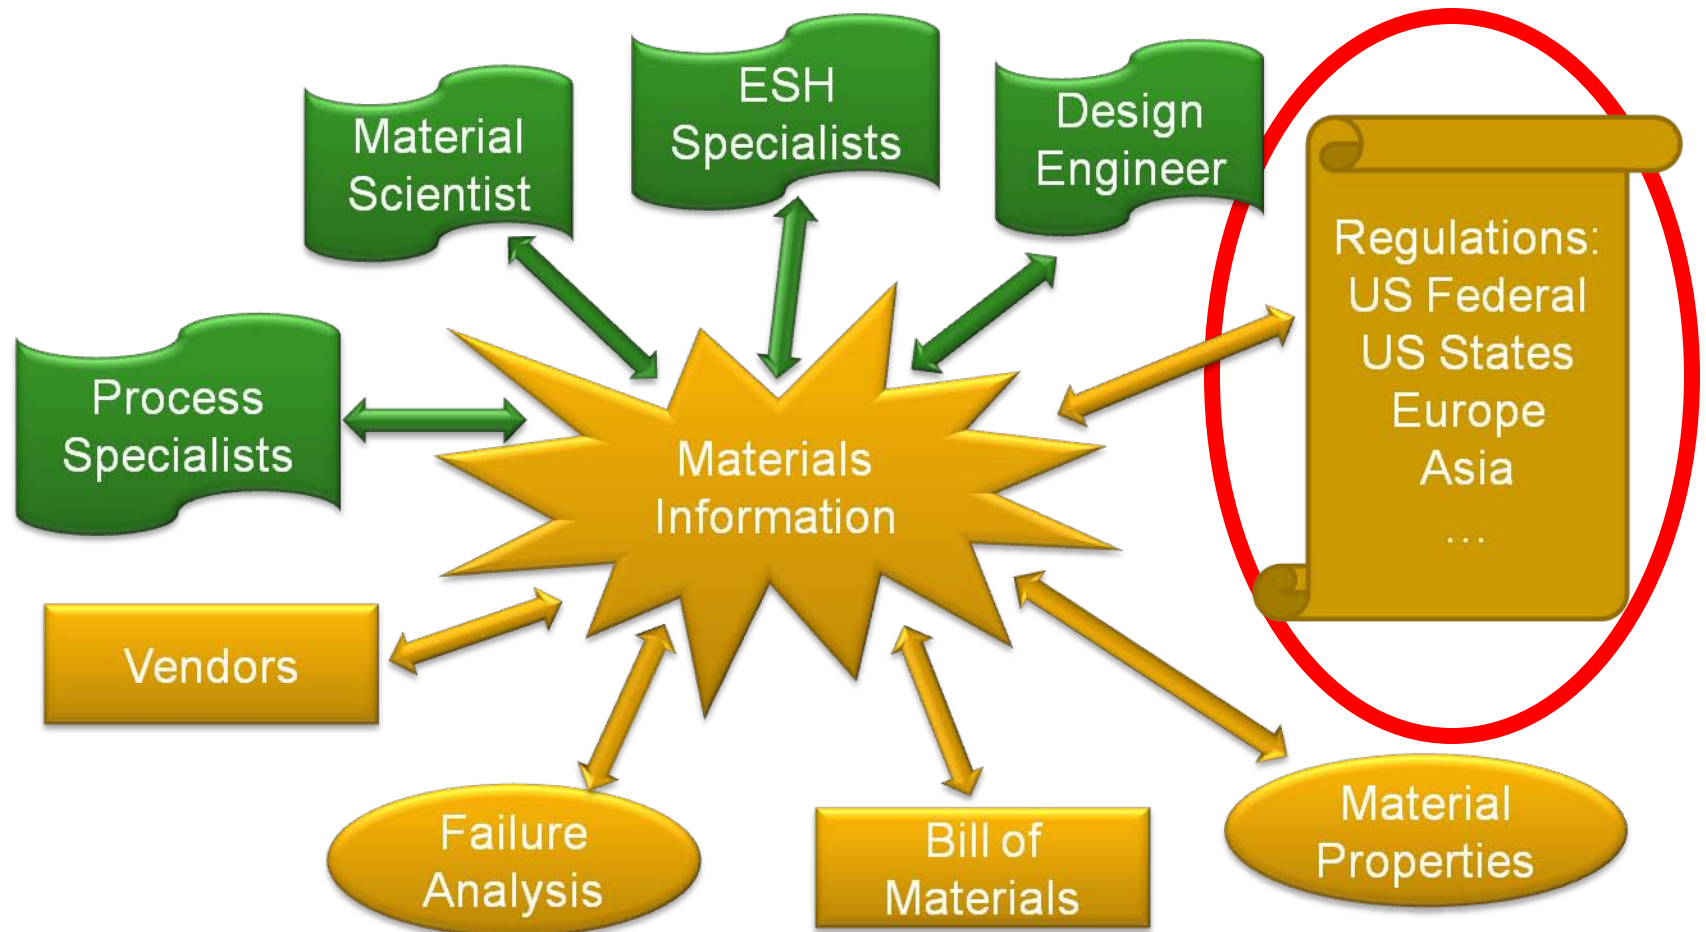 Material
Scientist
ESH
Specialists
Design
Engineer
Regulations:
US Federal
US States
Europe
Asia
...
Process
Specialists
Materials
Information
Vendors
Failure
Analysis
Bill of
Materials
Material
Properties